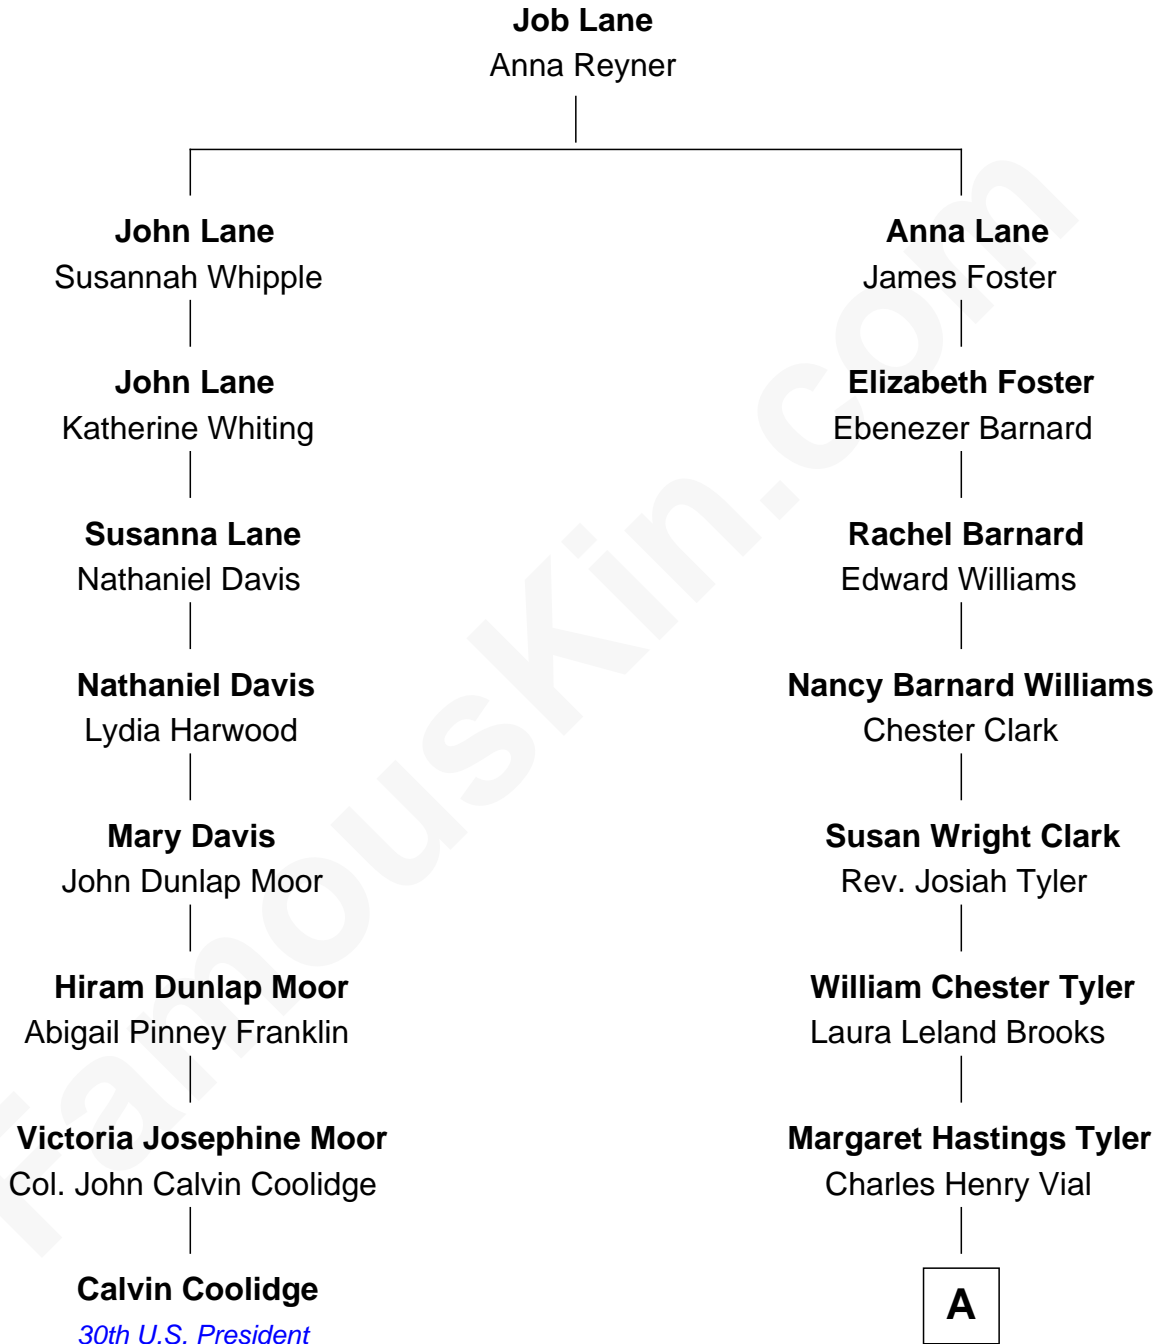 Job Lane
Anna Reyner
John Lane
Susannah Whipple
Anna Lane
James Foster
John Lane
Katherine Whiting
Elizabeth Foster
Ebenezer Barnard
Susanna Lane
Nathaniel Davis
Rachel Barnard
Edward Williams
Nathaniel Davis
Lydia Harwood
Nancy Barnard Williams
Chester Clark
Mary Davis
John Dunlap Moor
Susan Wright Clark
Rev. Josiah Tyler
Hiram Dunlap Moor
Abigail Pinney Franklin
William Chester Tyler
Laura Leland Brooks
Victoria Josephine Moor
Col. John Calvin Coolidge
Margaret Hastings Tyler
Charles Henry Vial
Calvin Coolidge
30th U.S. President
A
FamousKin.com